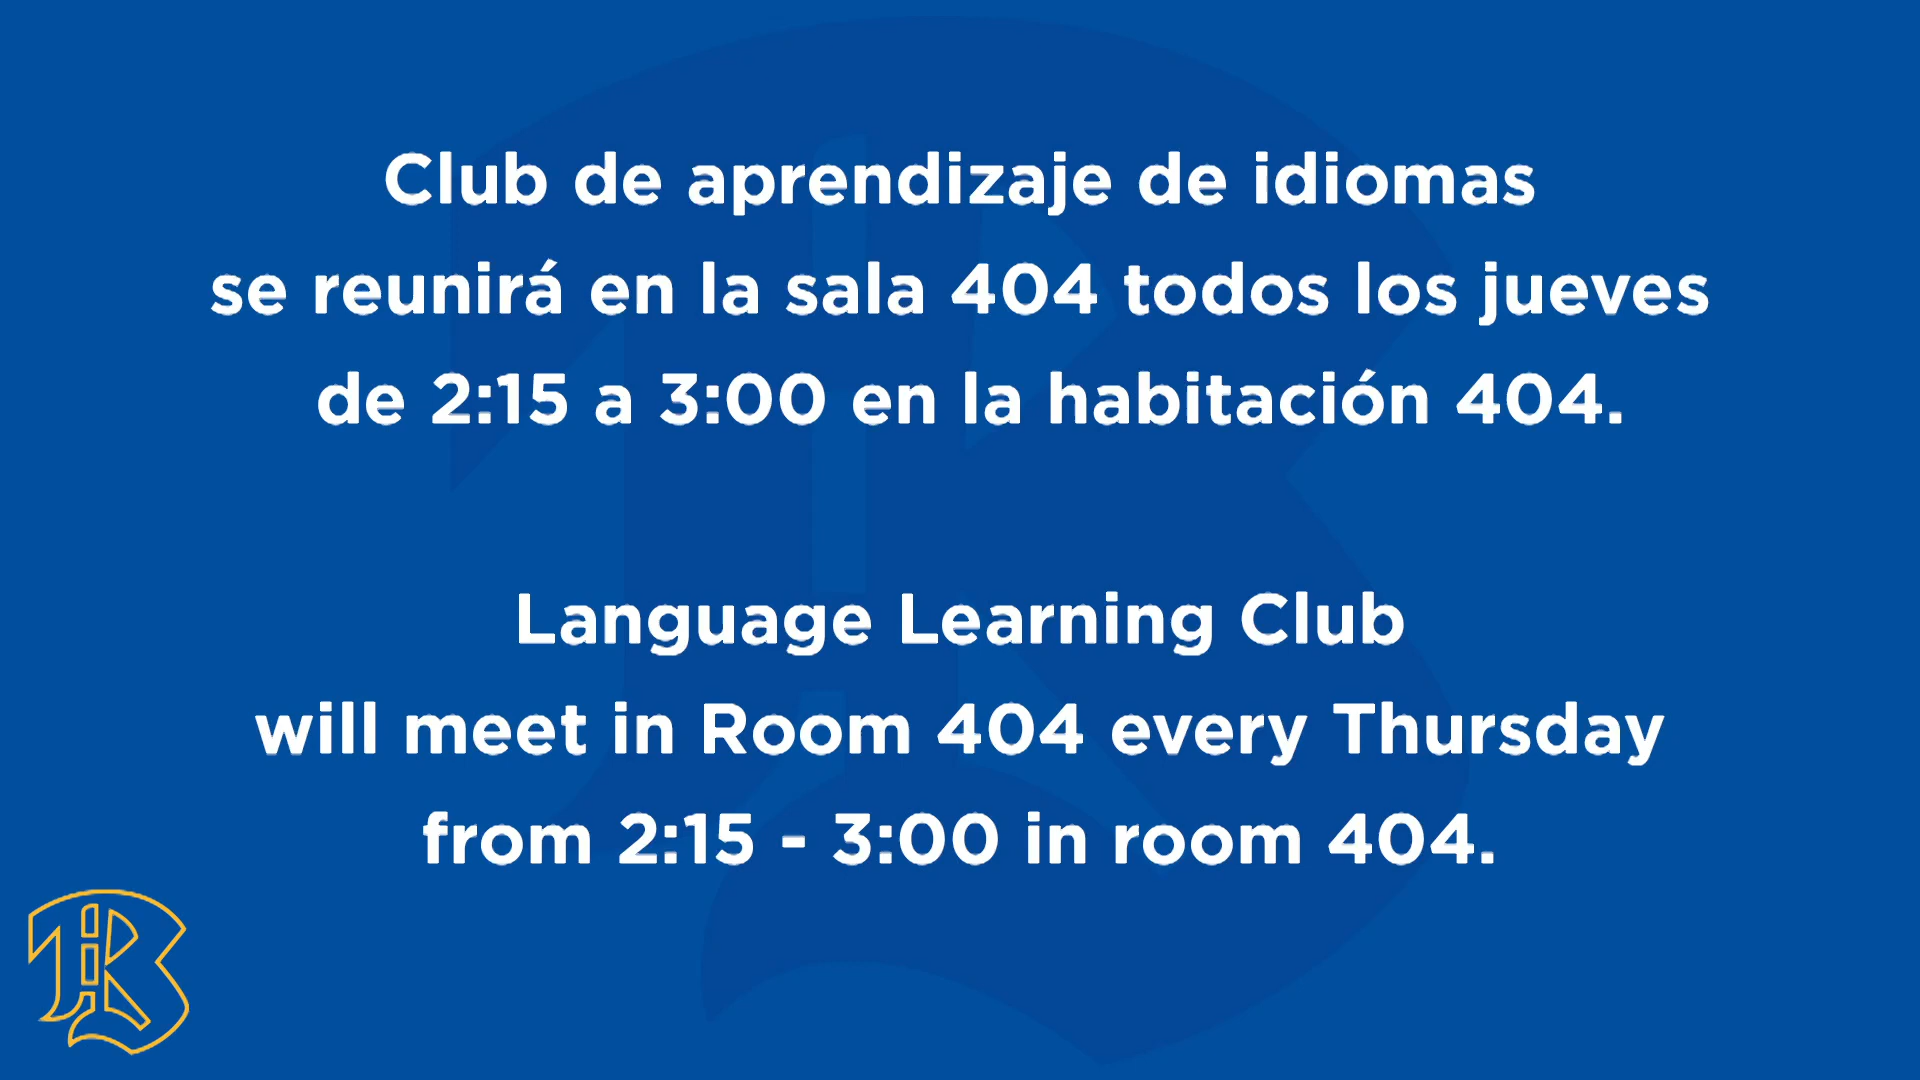 Club de aprendizaje de idiomas
se reunirá en la sala 404 todos los jueves
de 2:15 a 3:00 en la habitación 404.
Language Learning Club
will meet in Room 404 every Thursday
from 2:15 - 3:00 in room 404.
B